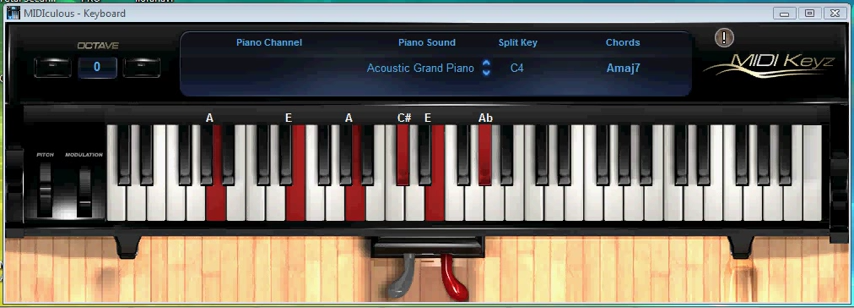 MIDIculous - Keyboard
OCTAVE
0
Piano Channel Piano Sound Split Key Chords
Acoustic Grand Piano C4 Amaj7
!
MIDI Keyz
A E A C# E Ab
PITCH MODULATION